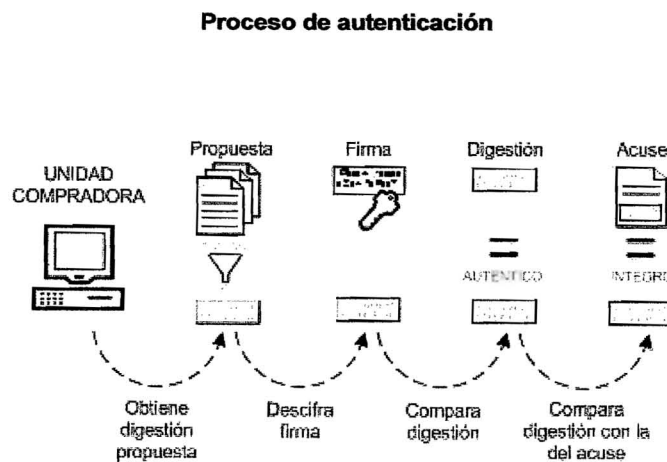 Proceso de autenticación
Propuesta
Firma
Digestión
Acuse
UNIDAD
COMPRADORA
AUTENTICO
INTEGRO
Obtiene
digestión
propuesta
Descifra
firma
Compara
digestión
Compara
digestión con la
del acuse